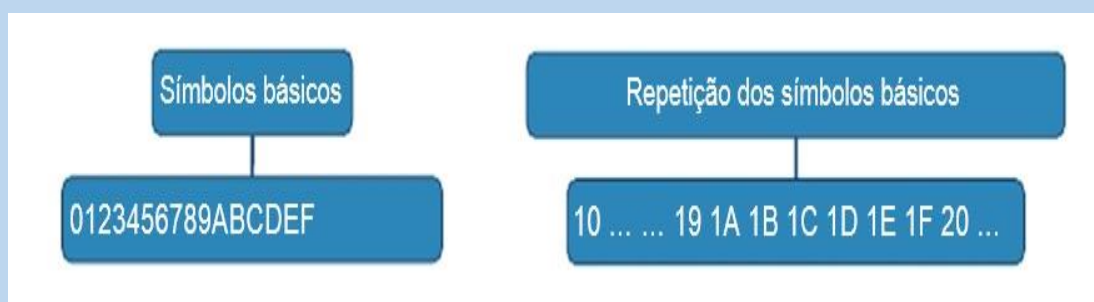 Símbolos básicos
0123456789ABCDEF
Repetição dos símbolos básicos
10 ... ... 19 1A 1B 1C 1D 1E 1F 20 ...